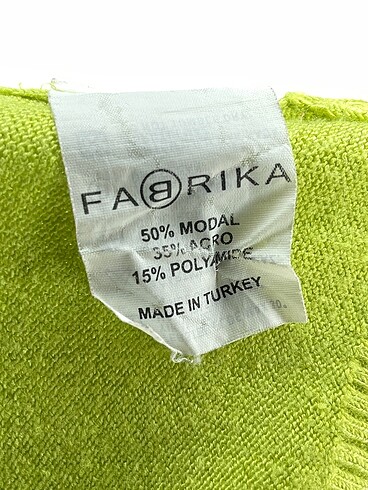 FABRIKA
50% MODAL
35% ACRO
15% POLYAMIDE
MADE IN TURKEY